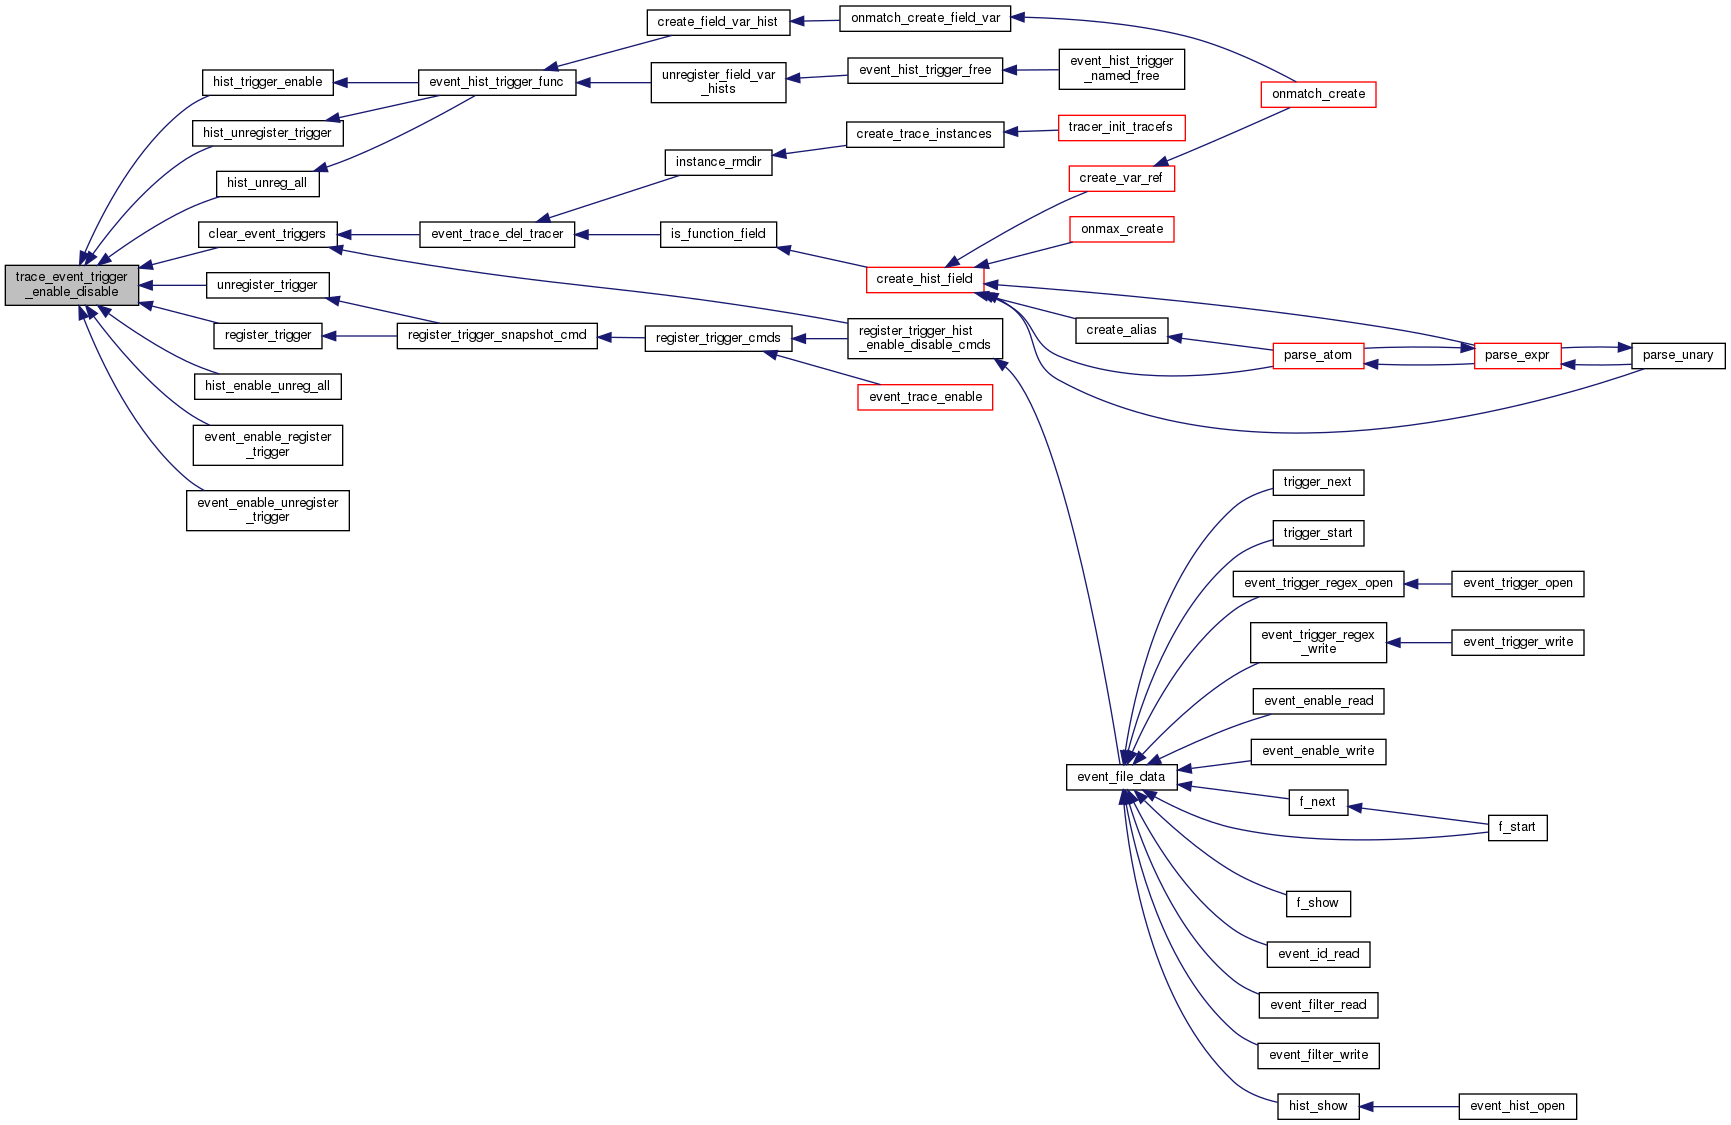 trace_event_trigger
_enable_disable
hist_trigger_enable
hist_unregister_trigger
hist_unreg_all
clear_event_triggers
unregister_trigger
register_trigger
hist_enable_unreg_all
event_enable_register
_trigger
event_enable_unregister
_trigger
event_hist_trigger_func
event_trace_del_tracer
register_trigger_snapshot_cmd
create_field_var_hist
unregister_field_var
_hists
instance_rmdir
is_function_field
register_trigger_cmds
onmatch_create_field_var
event_hist_trigger_free
create_trace_instances
create_hist_field
register_trigger_hist
_enable_disable_cmds
event_trace_enable
event_hist_trigger
_named_free
tracer_init_tracefs
create_var_ref
onmax_create
create_alias
event_file_data
onmatch_create
parse_atom
parse_expr
parse_unary
trigger_next
trigger_start
event_trigger_regex_open
event_trigger_open
event_trigger_regex
_write
event_trigger_write
event_enable_read
event_enable_write
f_next
f_start
f_show
event_id_read
event_filter_read
event_filter_write
hist_show
event_hist_open